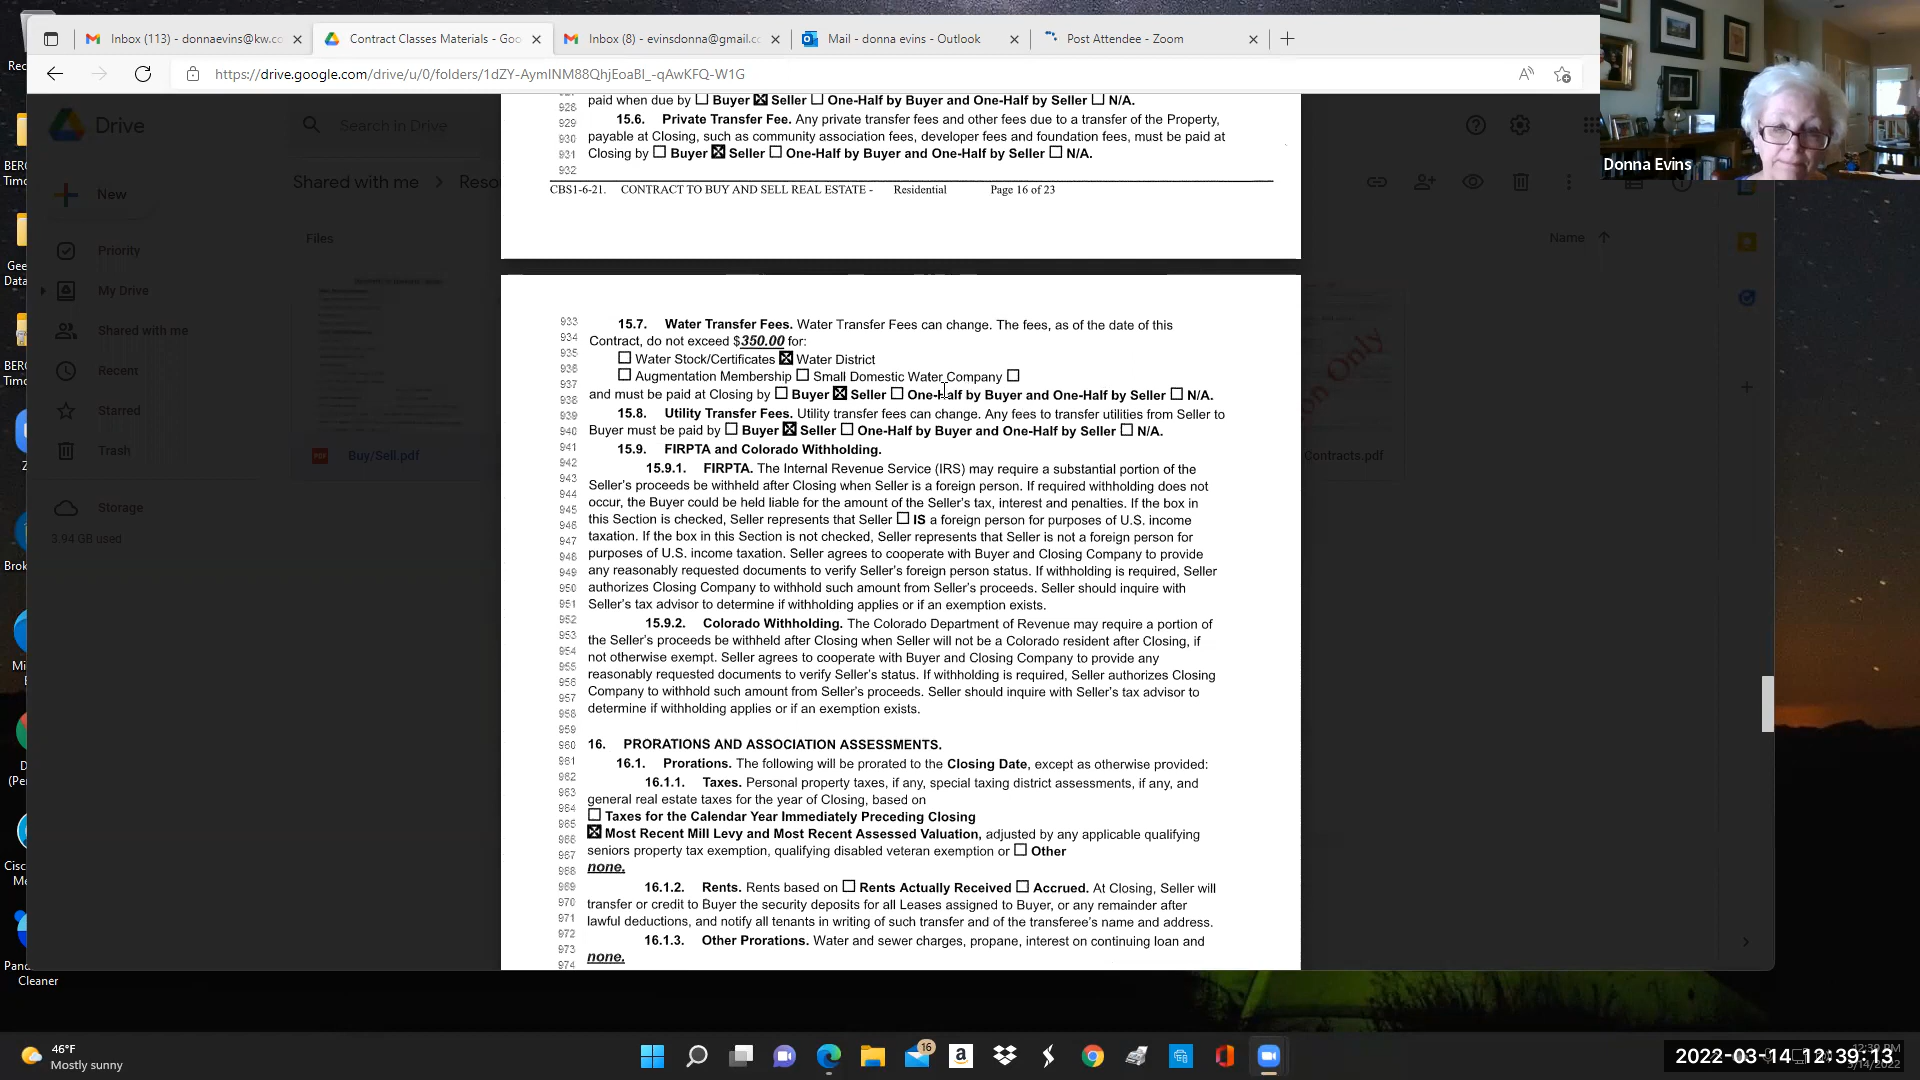 Inbox (113) - donnaevins@kw.co
Contract Classes Materials - Goo
Inbox (8) - evinsdonna@gmail.co
Mail - donna evins - Outlook
Post Attendee - Zoom
https://drive.google.com/drive/u/0/folders/1dZY-AymINM88QhjEoaBl_-qAwKFQ-W1G
Donna Evins
Drive
Search in Drive
New
Shared with me
Priority
My Drive
Shared with me
Recent
Starred
Trash
Storage
3.94 GB used
Files
Name
Buy/Sell.pdf
Contracts.pdf
928 paid when due by Buyer Seller One-Half by Buyer and One-Half by Seller N/A.
929 15.6. Private Transfer Fee. Any private transfer fees and other fees due to a transfer of the Property,
930 payable at Closing, such as community association fees, developer fees and foundation fees, must be paid at
931 Closing by Buyer Seller One-Half by Buyer and One-Half by Seller N/A.
932
CBS1-6-21. CONTRACT TO BUY AND SELL REAL ESTATE - Residential Page 16 of 23
933 15.7. Water Transfer Fees. Water Transfer Fees can change. The fees, as of the date of this
934 Contract, do not exceed $350.00 for:
935 Water Stock/Certificates Water District
936 Augmentation Membership Small Domestic Water Company
937
938 and must be paid at Closing by Buyer Seller One-Half by Buyer and One-Half by Seller N/A.
939 15.8. Utility Transfer Fees. Utility transfer fees can change. Any fees to transfer utilities from Seller to
940 Buyer must be paid by Buyer Seller One-Half by Buyer and One-Half by Seller N/A.
941 15.9. FIRPTA and Colorado Withholding.
942 15.9.1. FIRPTA. The Internal Revenue Service (IRS) may require a substantial portion of the
943 Seller's proceeds be withheld after Closing when Seller is a foreign person. If required withholding does not
944 occur, the Buyer could be held liable for the amount of the Seller's tax, interest and penalties. If the box in
945 this Section is checked, Seller represents that Seller IS a foreign person for purposes of U.S. income
946
947 taxation. If the box in this Section is not checked, Seller represents that Seller is not a foreign person for
948 purposes of U.S. income taxation. Seller agrees to cooperate with Buyer and Closing Company to provide
949 any reasonably requested documents to verify Seller's foreign person status. If withholding is required, Seller
950 authorizes Closing Company to withhold such amount from Seller's proceeds. Seller should inquire with
951 Seller's tax advisor to determine if withholding applies or if an exemption exists.
952 15.9.2. Colorado Withholding. The Colorado Department of Revenue may require a portion of
953 the Seller's proceeds be withheld after Closing when Seller will not be a Colorado resident after Closing, if
954 not otherwise exempt. Seller agrees to cooperate with Buyer and Closing Company to provide any
955 reasonably requested documents to verify Seller's status. If withholding is required, Seller authorizes Closing
956
957 Company to withhold such amount from Seller's proceeds. Seller should inquire with Seller's tax advisor to
958 determine if withholding applies or if an exemption exists.
959
960 16. PRORATIONS AND ASSOCIATION ASSESSMENTS.
961 16.1. Prorations. The following will be prorated to the Closing Date, except as otherwise provided:
962 16.1.1. Taxes. Personal property taxes, if any, special taxing district assessments, if any, and
963 general real estate taxes for the year of Closing, based on
964 Taxes for the Calendar Year Immediately Preceding Closing
965
966 Most Recent Mill Levy and Most Recent Assessed Valuation, adjusted by any applicable qualifying
967 seniors property tax exemption, qualifying disabled veteran exemption or Other
968 none.
969 16.1.2. Rents. Rents based on Rents Actually Received Accrued. At Closing, Seller will
970 transfer or credit to Buyer the security deposits for all Leases assigned to Buyer, or any remainder after
971 lawful deductions, and notify all tenants in writing of such transfer and of the transferee's name and address.
972 16.1.3. Other Prorations. Water and sewer charges, propane, interest on continuing loan and
973 none.
974
Cleaner
46°F
Mostly sunny
16
2022-03-14 12:39:13